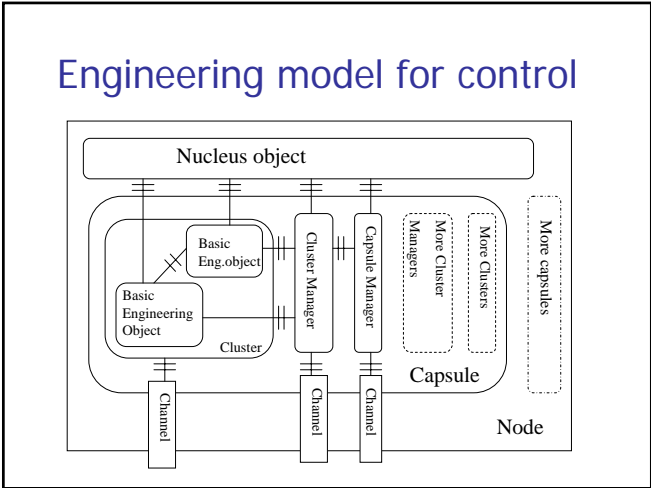 Engineering model for control
Nucleus object
Basic
Eng.object
Basic
Engineering
Object
Cluster
Cluster Manager
Capsule Manager
More Cluster
Managers
More Clusters
More capsules
Capsule
Node
Channel
Channel
Channel